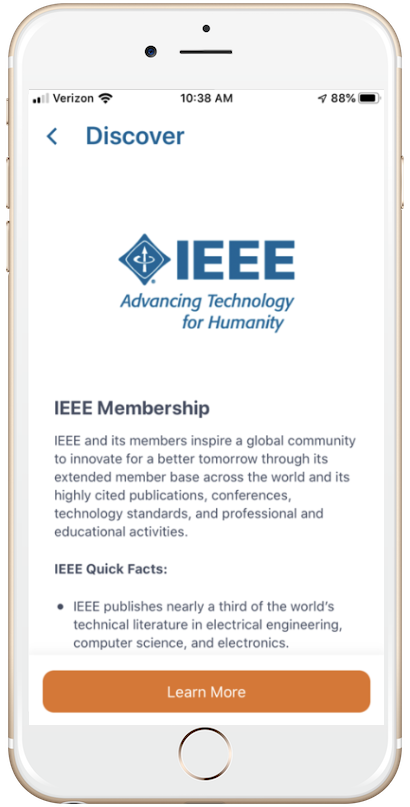 Verizon 10:38 AM 88%
Discover
IEEE
Advancing Technology
for Humanity
IEEE Membership
IEEE and its members inspire a global community
to innovate for a better tomorrow through its
extended member base across the world and its
highly cited publications, conferences,
technology standards, and professional and
educational activities.
IEEE Quick Facts:
• IEEE publishes nearly a third of the world's
technical literature in electrical engineering,
computer science, and electronics.
Learn More